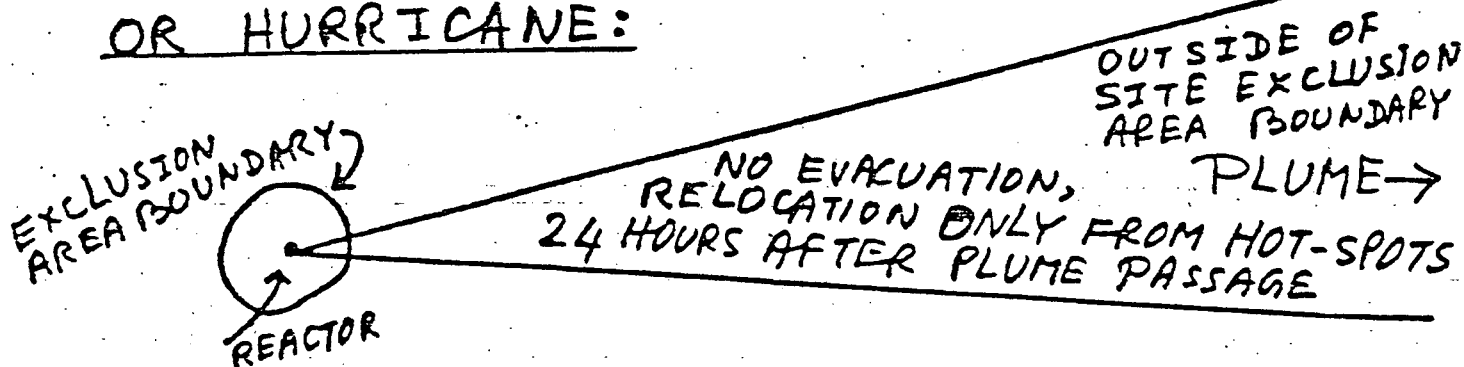 OR HURRICANE:
OUTSIDE OF
SITE EXCLUSION
AREA BOUNDARY
EXCLUSION
AREA BOUNDARY
NO EVACUATION,
RELOCATION ONLY FROM HOT-SPOTS
24 HOURS AFTER PLUME PASSAGE
PLUME→
REACTOR